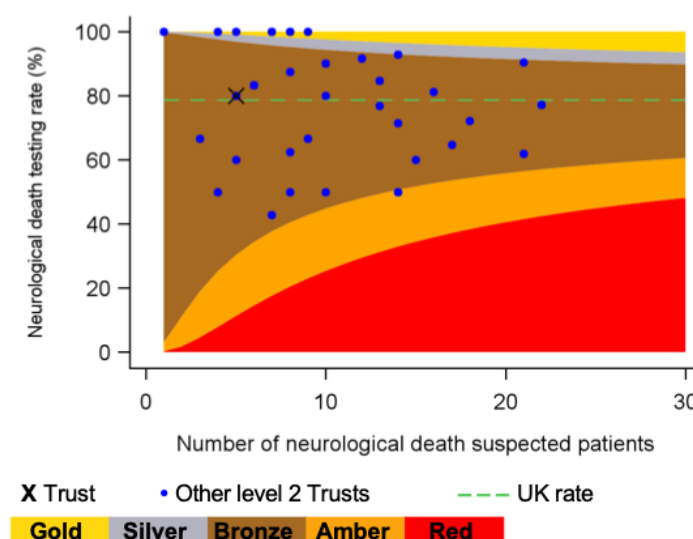 Neurological death testing rate (%)
100
80
60
40
20
0
0
10
20
30
Number of neurological death suspected patients
X Trust
Other level 2 Trusts
UK rate
Gold Silver Bronze Amber Red